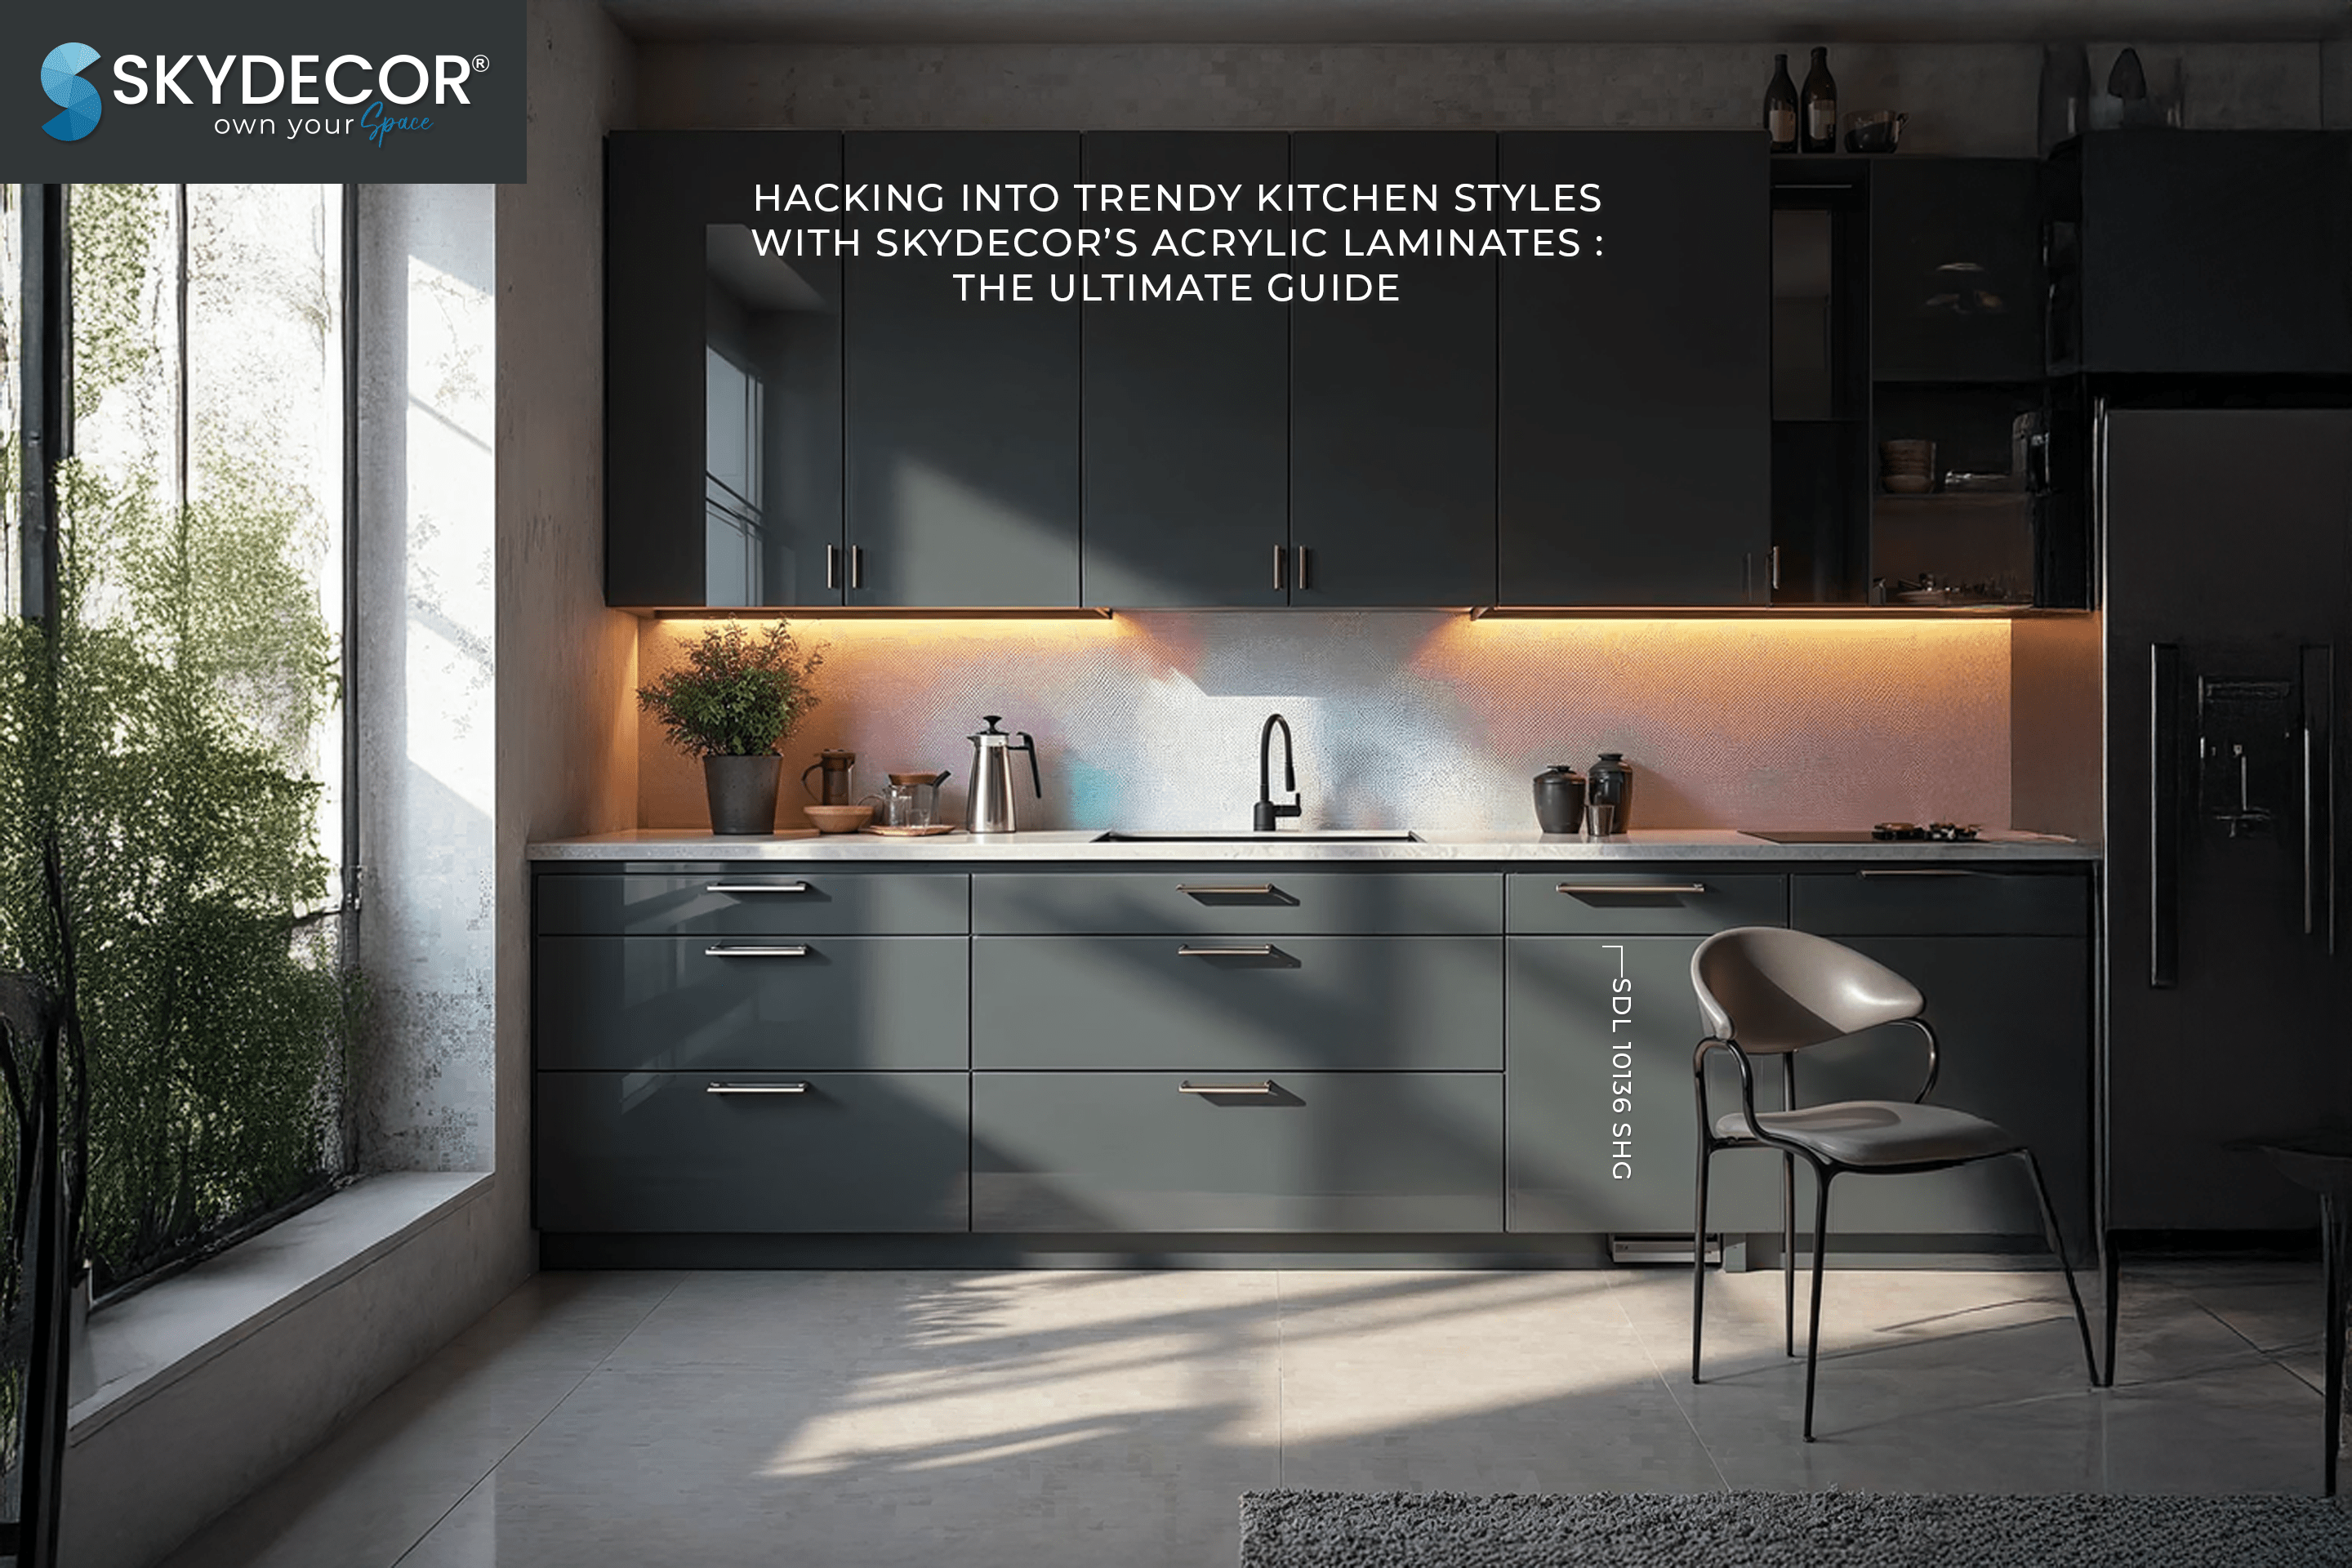 SKYDECOR®
own your Space
HACKING INTO TRENDY KITCHEN STYLES
WITH SKYDECOR’S ACRYLIC LAMINATES :
THE ULTIMATE GUIDE
SDL 10136 SHG